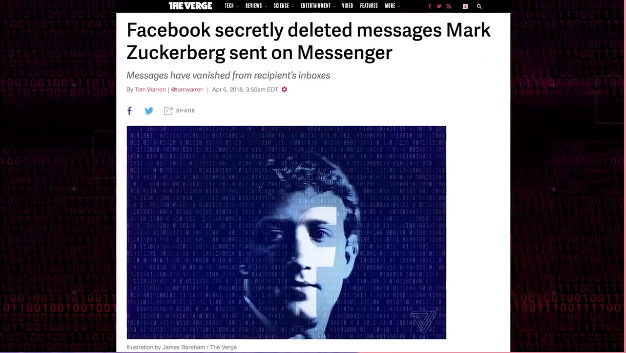 THE VERGE TECH REVIEWS SCIENCE ENTERTAINMENT VIDEO FEATURES MORE
Facebook secretly deleted messages Mark
Zuckerberg sent on Messenger
Messages have vanished from recipient's inboxes
By Tom Warren | @tomwarren | Apr 6, 2018, 3:50am EDT
SHARE
Illustration by James Bareham / The Verge